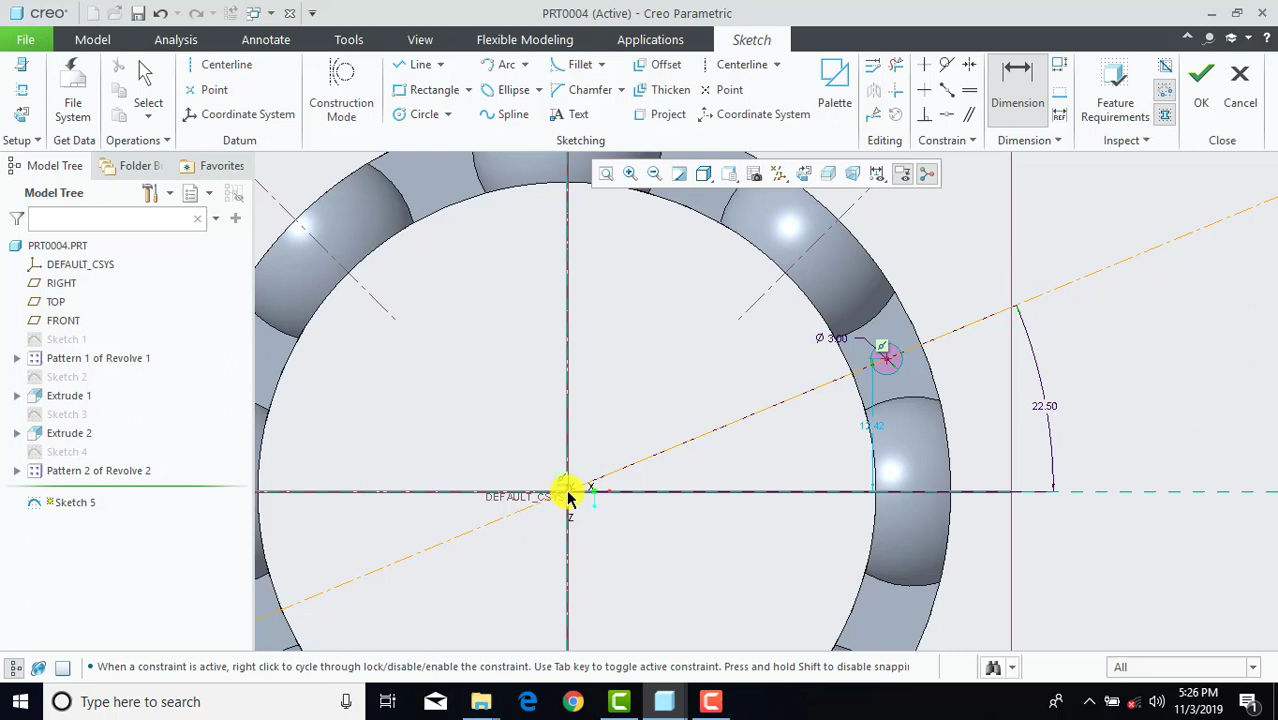 creo
PRT0004 (Active) - Creo Parametric
File
Model
Analysis
Annotate
Tools
View
Flexible Modeling
Applications
Sketch
Centerline
Point
Coordinate System
Line
Arc
Fillet
Offset
Centerline
Rectangle
Ellipse
Chamfer
Thicken
Point
Circle
Spline
Text
Project
Coordinate System
File
System
Select
Construction
Mode
Palette
Dimension
Feature
Requirements
OK
Cancel
Setup
Get Data
Operations
Datum
Sketching
Editing
Constrain
Dimension
Inspect
Close
Model Tree
Folder B
Favorites
Model Tree
PRT0004.PRT
DEFAULT_CSYS
RIGHT
TOP
FRONT
Sketch 1
Pattern 1 of Revolve 1
Sketch 2
Extrude 1
Sketch 3
Extrude 2
Sketch 4
Pattern 2 of Revolve 2
Sketch 5
Ø 3.00
22.50
DEFAULT_CSYS
X
Z
When a constraint is active, right click to cycle through lock/disable/enable the constraint. Use Tab key to toggle active constraint. Press and hold Shift to disable snappi
All
Type here to search
5:26 PM
11/3/2019
1